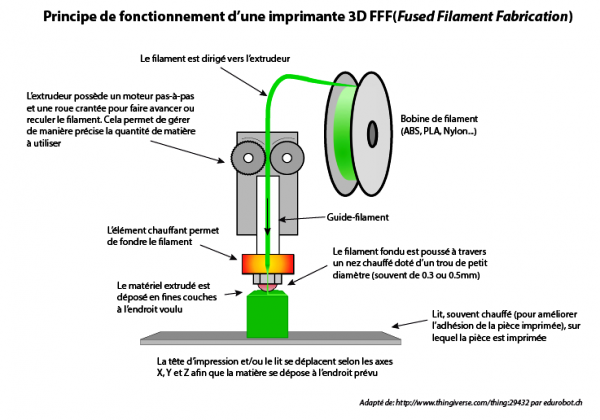 Principe de fonctionnement d'une imprimante 3D FFF(Fused Filament Fabrication)
Le filament est dirigé vers l'extrudeur
L'extrudeur possède un moteur pas-à-pas
et une roue crantée pour faire avancer ou
reculer le filament. Cela permet de gérer
de manière précise la quantité de matière
à utiliser
Bobine de filament
(ABS, PLA, Nylon...)
Guide-filament
L'élément chauffant permet
de fondre le filament
Le filament fondu est poussé à travers
un nez chauffé doté d'un trou de petit
diamètre (souvent de 0.3 ou 0.5mm)
Le matériel extrudé est
déposé en fines couches
à l'endroit voulu
Lit, souvent chauffé (pour améliorer
l'adhésion de la pièce imprimée), sur
lequel la pièce est imprimée
La tête d'impression et/ou le lit se déplacent selon les axes
X, Y et Z afin que la matière se dépose à l'endroit prévu
Adapté de: http://www.thingiverse.com/thing:29432 par edurobot.ch